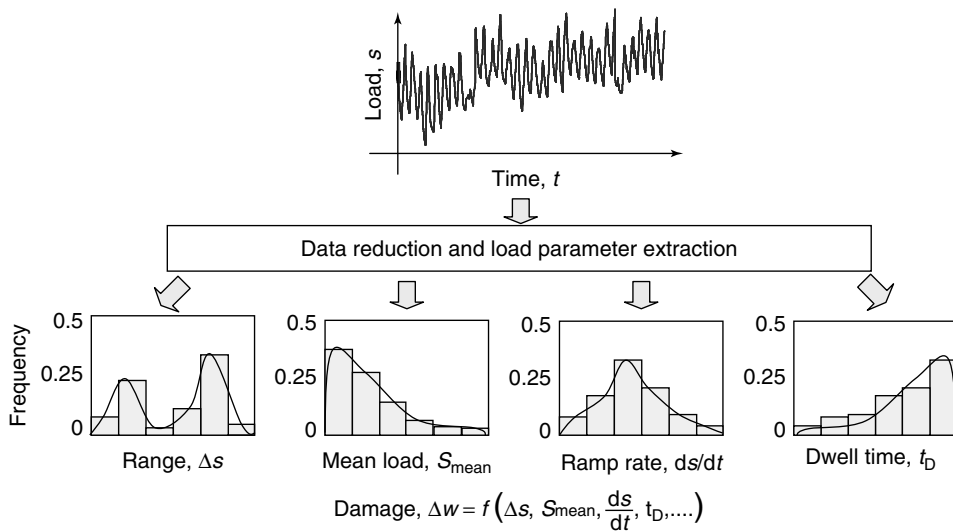 Load, s
Time, t
Data reduction and load parameter extraction
Frequency
0.5
0.25
0
Range, Δs
0.5
0.25
0
Mean load, Smean
0.5
0.25
0
Ramp rate, ds/dt
0.5
0.25
0
Dwell time, tD
Damage, Δw = f (Δs, Smean, ds/dt, tD,....)